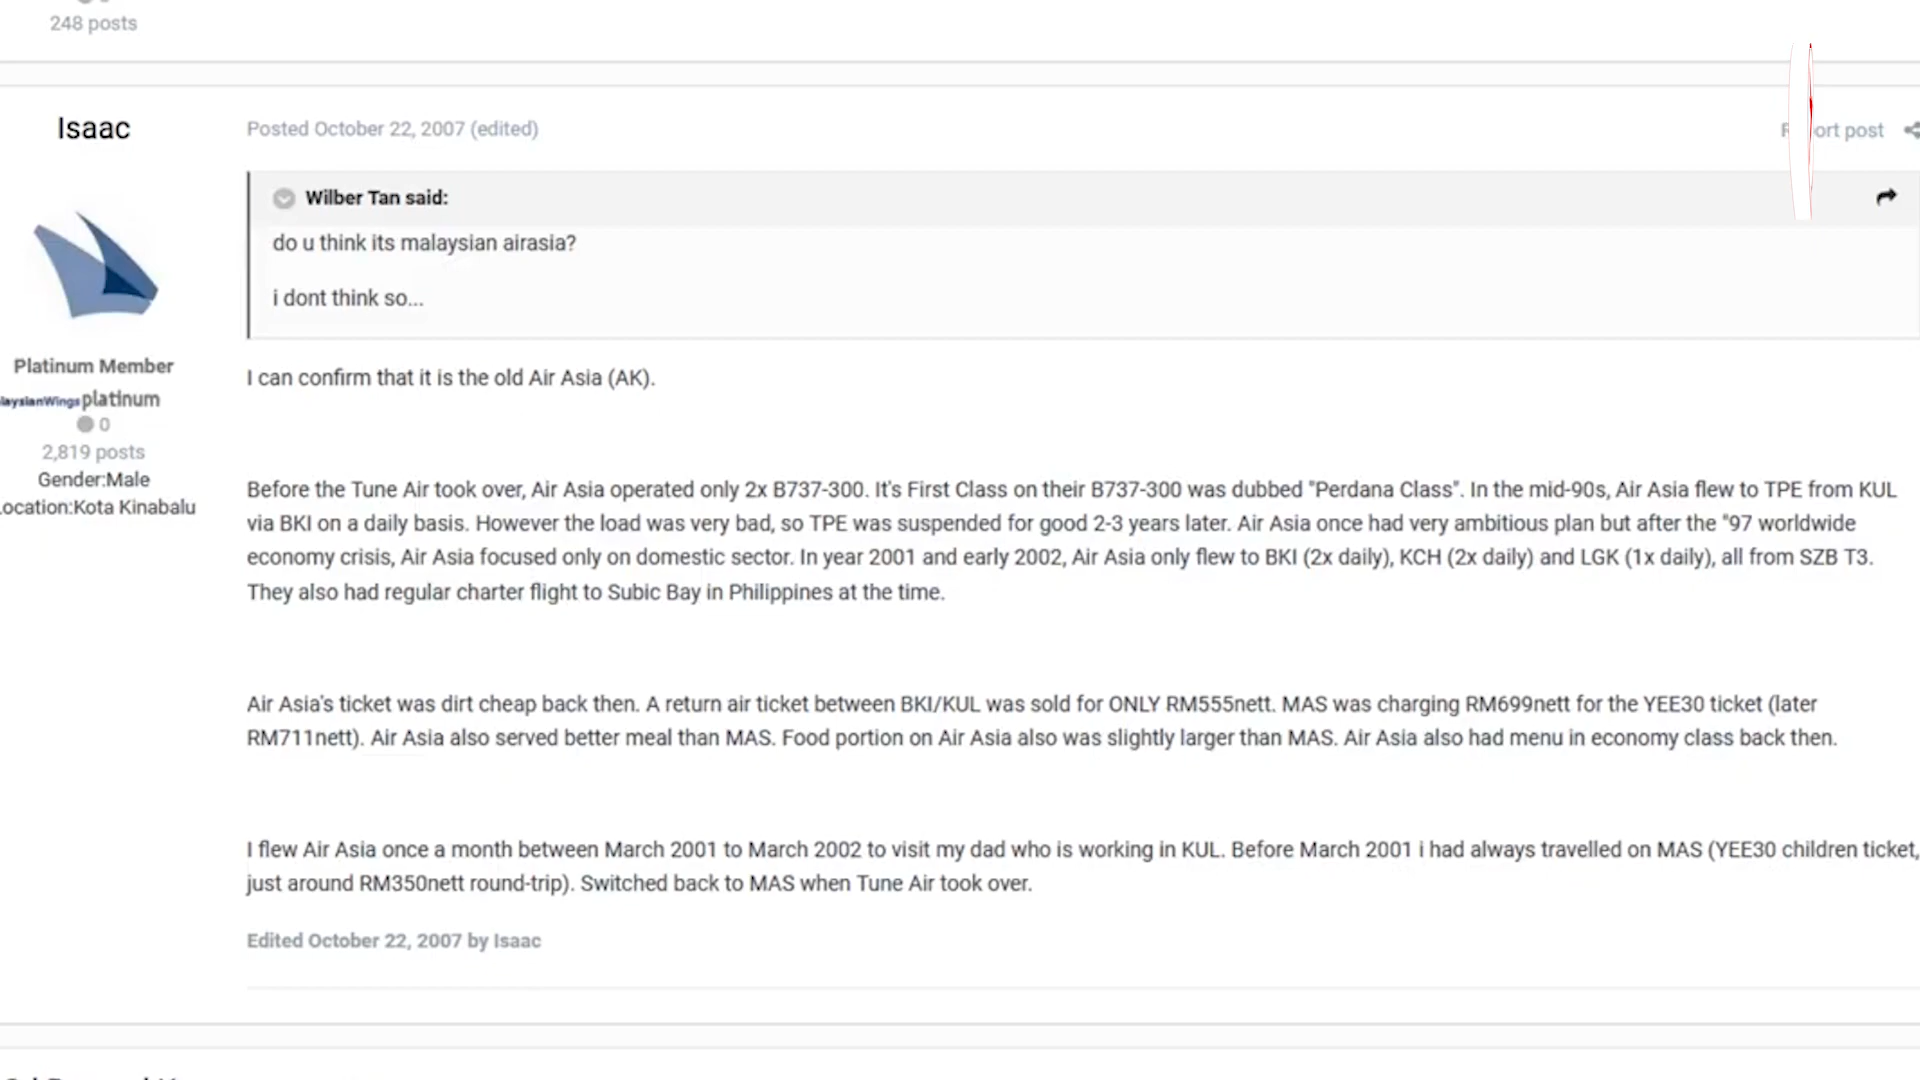 248 posts
Isaac
Posted October 22, 2007 (edited)
ort post
Wilber Tan said:
do u think its malaysian airasia?
i dont think so...
Platinum Member
laysianWings platinum
0
2,819 posts
Gender:Male
ocation:Kota Kinabalu
I can confirm that it is the old Air Asia (AK).
Before the Tune Air took over, Air Asia operated only 2x B737-300. It's First Class on their B737-300 was dubbed "Perdana Class". In the mid-90s, Air Asia flew to TPE from KUL
via BKI on a daily basis. However the load was very bad, so TPE was suspended for good 2-3 years later. Air Asia once had very ambitious plan but after the "97 worldwide
economy crisis, Air Asia focused only on domestic sector. In year 2001 and early 2002, Air Asia only flew to BKI (2x daily), KCH (2x daily) and LGK (1x daily), all from SZB T3.
They also had regular charter flight to Subic Bay in Philippines at the time.
Air Asia's ticket was dirt cheap back then. A return air ticket between BKI/KUL was sold for ONLY RM555nett. MAS was charging RM699nett for the YEE30 ticket (later
RM711nett). Air Asia also served better meal than MAS. Food portion on Air Asia also was slightly larger than MAS. Air Asia also had menu in economy class back then.
I flew Air Asia once a month between March 2001 to March 2002 to visit my dad who is working in KUL. Before March 2001 i had always travelled on MAS (YEE30 children ticket,
just around RM350nett round-trip). Switched back to MAS when Tune Air took over.
Edited October 22, 2007 by Isaac